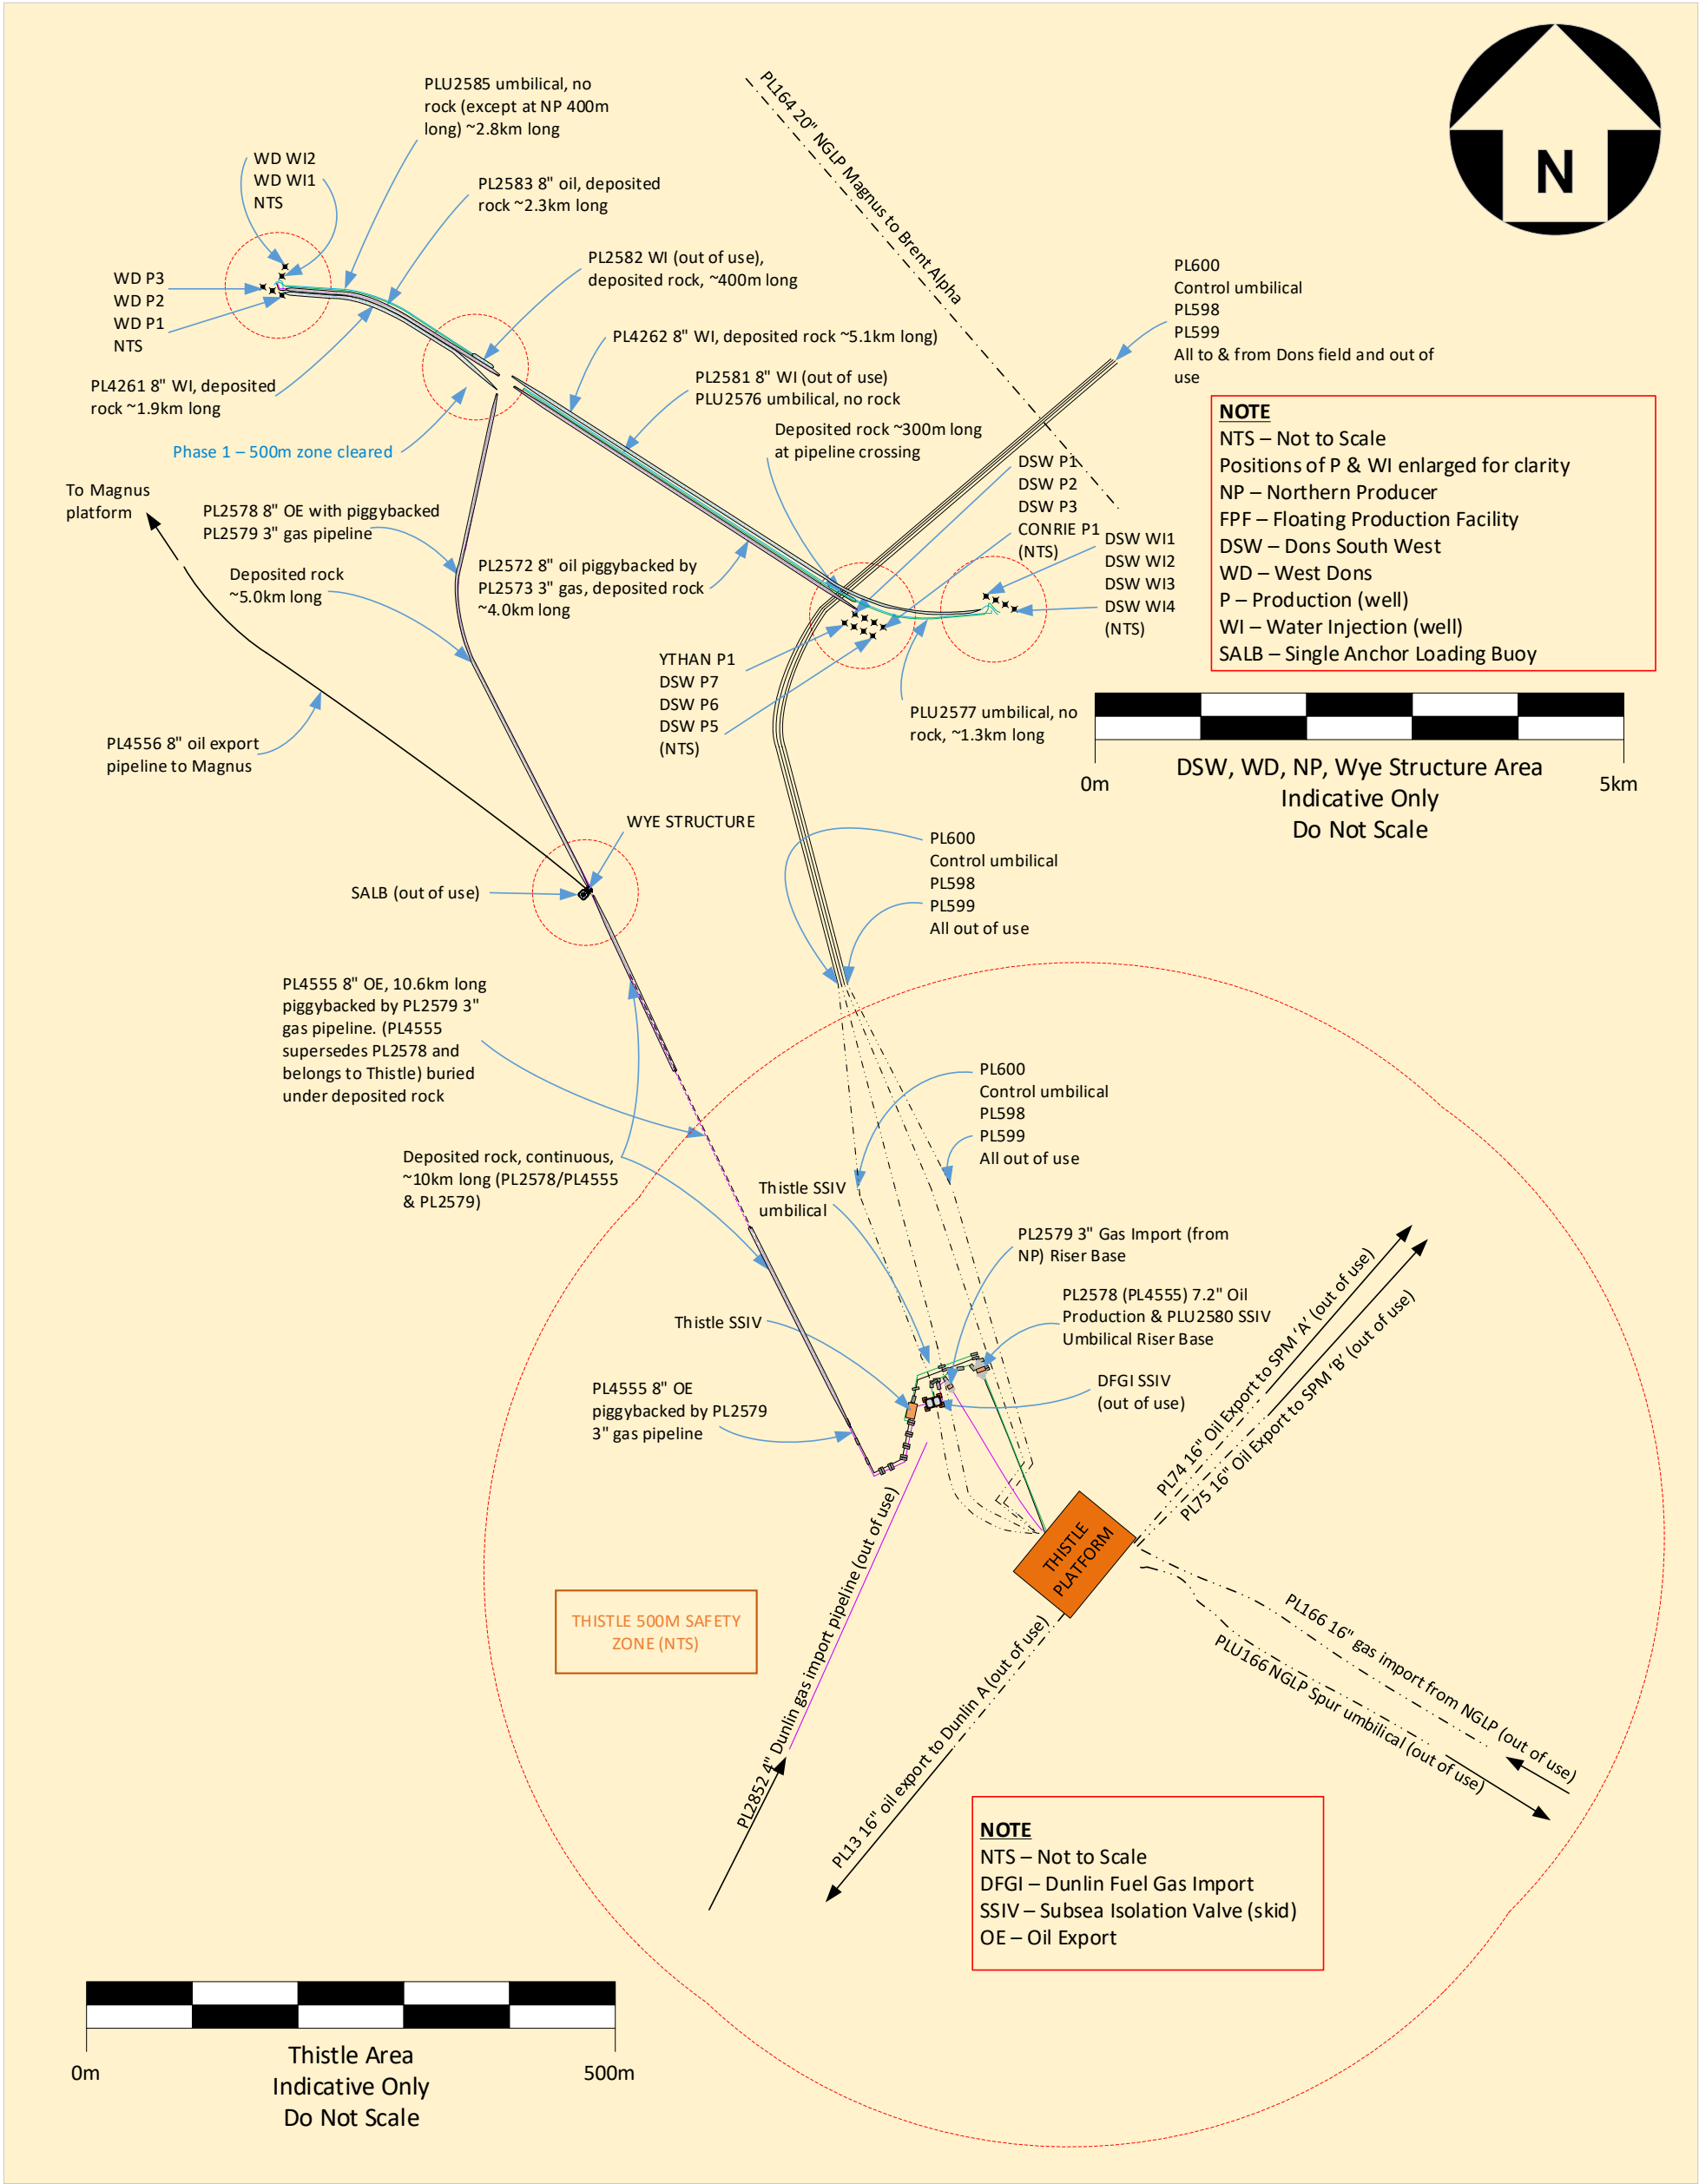 PLU2585 umbilical, no
rock (except at NP 400m
long) ~2.8km long
PL164 20" NGLP Magnus to Brent Alpha
N
WD WI2
WD WI1
NTS
PL2583 8" oil, deposited
rock ~2.3km long
PL2582 WI (out of use),
deposited rock, ~400m long
WD P3
WD P2
WD P1
NTS
PL4262 8" WI, deposited rock ~5.1km long)
PL600
Control umbilical
PL598
PL599
All to & from Dons field and out of
use
PL4261 8" WI, deposited
rock ~1.9km long
PL2581 8" WI (out of use)
PLU2576 umbilical, no rock
Phase 1 – 500m zone cleared
Deposited rock ~300m long
at pipeline crossing
NOTE
NTS – Not to Scale
Positions of P & WI enlarged for clarity
NP – Northern Producer
FPF – Floating Production Facility
DSW – Dons South West
WD – West Dons
P – Production (well)
WI – Water Injection (well)
SALB – Single Anchor Loading Buoy
DSW P1
DSW P2
DSW P3
CONRIE P1
(NTS)
DSW WI1
DSW WI2
DSW WI3
DSW WI4
(NTS)
To Magnus
platform
PL2578 8" OE with piggybacked
PL2579 3" gas pipeline
Deposited rock
~5.0km long
PL2572 8" oil piggybacked by
PL2573 3" gas, deposited rock
~4.0km long
YTHAN P1
DSW P7
DSW P6
DSW P5
(NTS)
PLU2577 umbilical, no
rock, ~1.3km long
0m
5km
DSW, WD, NP, Wye Structure Area
Indicative Only
Do Not Scale
PL4556 8" oil export
pipeline to Magnus
WYE STRUCTURE
SALB (out of use)
PL600
Control umbilical
PL598
PL599
All out of use
PL4555 8" OE, 10.6km long
piggybacked by PL2579 3"
gas pipeline. (PL4555
supersedes PL2578 and
belongs to Thistle) buried
under deposited rock
PL600
Control umbilical
PL598
PL599
All out of use
Deposited rock, continuous,
~10km long (PL2578/PL4555
& PL2579)
Thistle SSIV
umbilical
PL2579 3" Gas Import (from
NP) Riser Base
PL2578 (PL4555) 7.2" Oil
Production & PLU2580 SSIV
Umbilical Riser Base
Thistle SSIV
DFGI SSIV
(out of use)
PL4555 8" OE
piggybacked by PL2579
3" gas pipeline
PL74 16" Oil Export to SPM ‘A’ (out of use)
PL75 16" Oil Export to SPM ‘B’ (out of use)
THISTLE
PLATFORM
THISTLE 500M SAFETY
ZONE (NTS)
PL2852 4" Dunlin gas import pipeline (out of use)
PL13 16" oil export to Dunlin A (out of use)
PL166 16" gas import from NGLP (out of use)
PLU166 NGLP Spur umbilical (out of use)
NOTE
NTS – Not to Scale
DFGI – Dunlin Fuel Gas Import
SSIV – Subsea Isolation Valve (skid)
OE – Oil Export
0m
500m
Thistle Area
Indicative Only
Do Not Scale